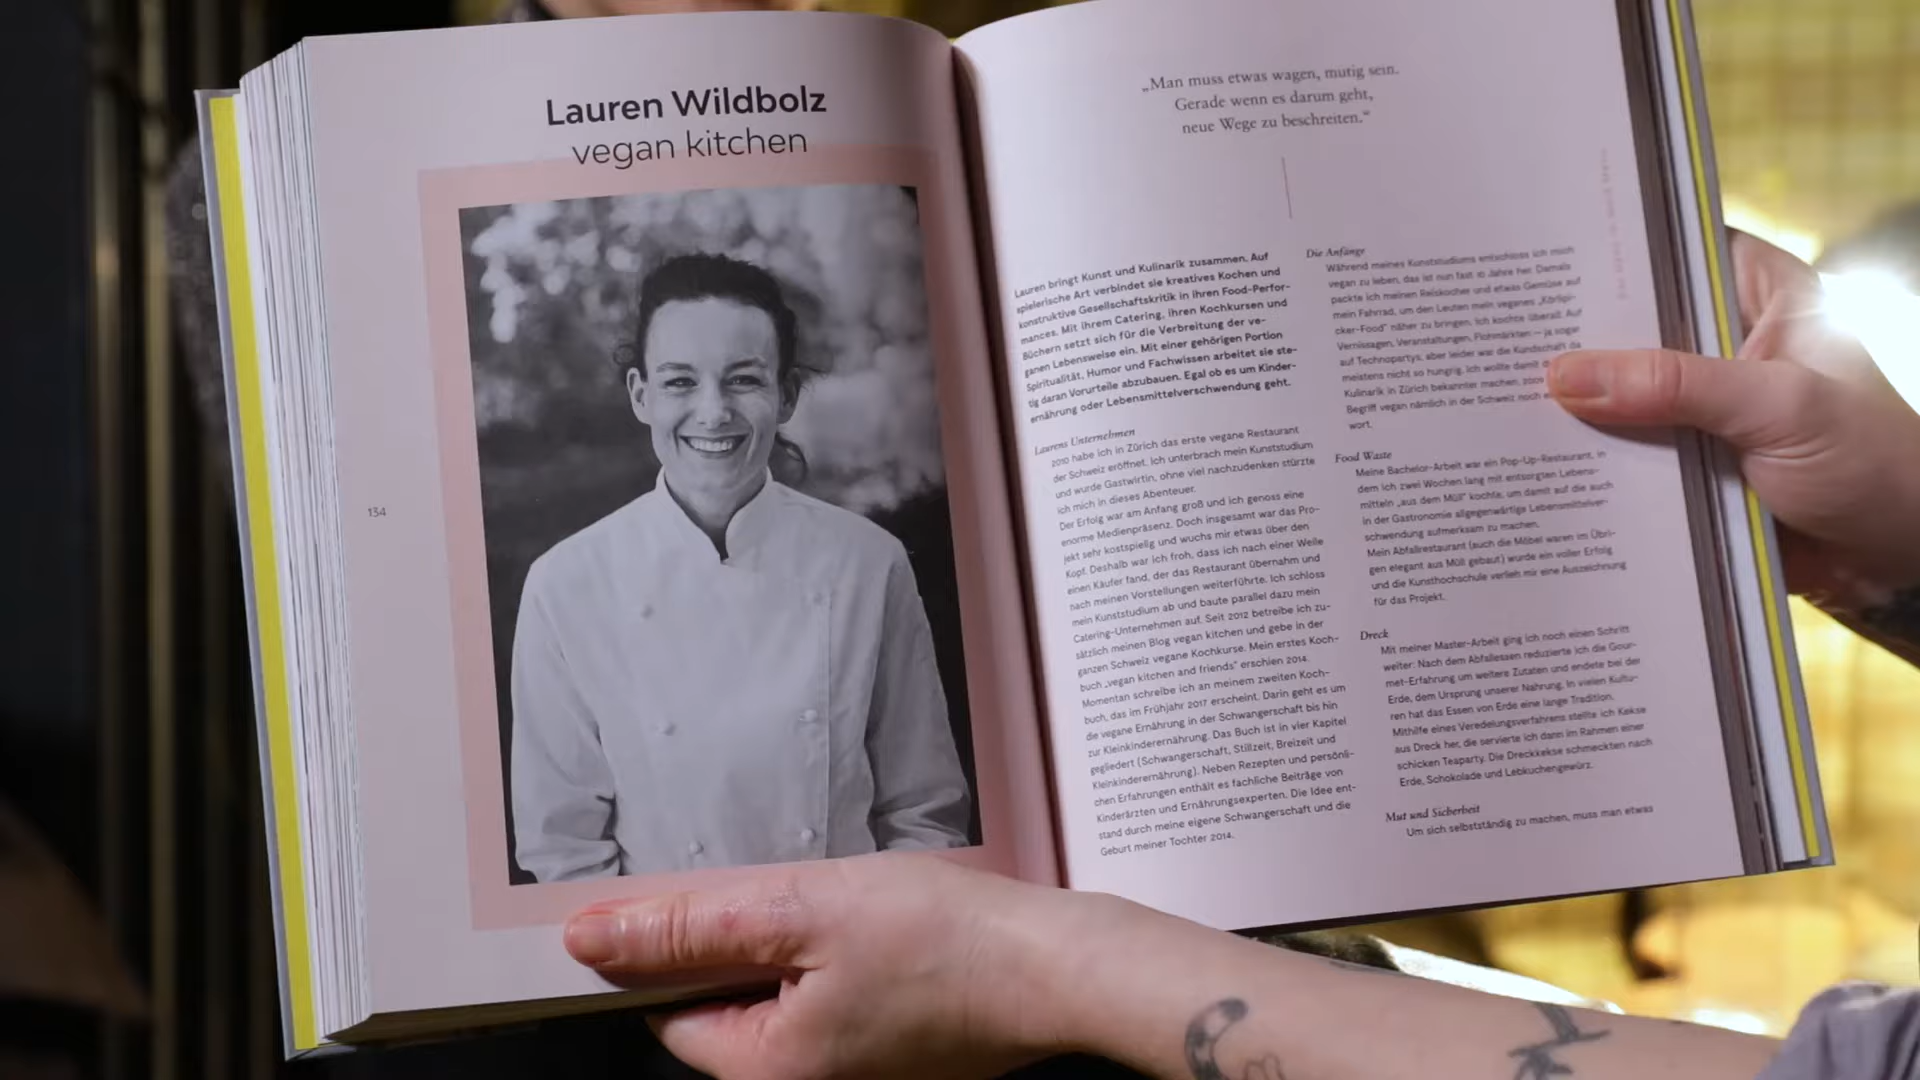 Lauren Wildbolz
vegan kitchen
134
„Man muss etwas wagen, mutig sein.
Gerade wenn es darum geht,
neue Wege zu beschreiten.“
Lauren bringt Kunst und Kulinarik zusammen. Auf
spielerische Art verbindet sie kreatives Kochen und
konstruktive Gesellschaftskritik in ihren Food-Perfor-
mances. Mit ihrem Catering, ihren Kochkursen und
Büchern setzt sich für die Verbreitung der ve-
ganen Lebensweise ein. Mit einer gehörigen Portion
Spiritualität, Humor und Fachwissen arbeitet sie ste-
tig daran Vorurteile abzubauen. Egal ob es um Kinder-
ernährung oder Lebensmittelverschwendung geht.
Laurens Unternehmen
2010 habe ich in Zürich das erste vegane Restaurant
der Schweiz eröffnet. Ich unterbrach mein Kunststudium
und wurde Gastwirtin, ohne viel nachzudenken stürzte
ich mich in dieses Abenteuer.
Der Erfolg war am Anfang groß und ich genoss eine
enorme Medienpräsenz. Doch insgesamt war das Pro-
jekt sehr kostspielig und wuchs mir etwas über den
Kopf. Deshalb war ich froh, dass ich nach einer Weile
einen Käufer fand, der das Restaurant übernahm und
nach meinen Vorstellungen weiterführte. Ich schloss
mein Kunststudium ab und baute parallel dazu mein
Catering-Unternehmen auf. Seit 2012 betreibe ich zu-
sätzlich meinen Blog vegan kitchen und gebe in der
ganzen Schweiz vegane Kochkurse. Mein erstes Koch-
buch „vegan kitchen and friends“ erschien 2014.
Momentan schreibe ich an meinem zweiten Koch-
buch, das im Frühjahr 2017 erscheint. Darin geht es um
die vegane Ernährung in der Schwangerschaft bis hin
zur Kleinkinderernährung. Das Buch ist in vier Kapitel
gegliedert (Schwangerschaft, Stillzeit, Breizeit und
Kleinkinderernährung). Neben Rezepten und persönli-
chen Erfahrungen enthält es fachliche Beiträge von
Kinderärzten und Ernährungsexperten. Die Idee ent-
stand durch meine eigene Schwangerschaft und die
Geburt meiner Tochter 2014.
Die Anfänge
Während meines Kunststudiums entschloss ich mich
vegan zu leben, das ist nun fast 10 Jahre her. Damals
packte ich meinen Reiskocher und etwas Gemüse auf
mein Fahrrad, um den Leuten mein veganes „Körlipi-
cker-Food“ näher zu bringen. Ich kochte überall. Auf
Vernissagen, Veranstaltungen, Flohmärkten – ja sogar
auf Technopartys, aber leider war die Kundschaft da
meistens nicht so hungrig. Ich wollte damit
Kulinarik in Zürich bekannter machen, 2009
Begriff vegan nämlich in der Schweiz noch
wort.
Food Waste
Meine Bachelor-Arbeit war ein Pop-Up-Restaurant, in
dem ich zwei Wochen lang mit entsorgten Lebens-
mitteln „aus dem Müll“ kochte, um damit auf die auch
in der Gastronomie allgegenwärtige Lebensmittelver-
schwendung aufmerksam zu machen.
Mein Abfallrestaurant (auch die Möbel waren im Übri-
gen elegant aus Müll gebaut) wurde ein voller Erfolg
und die Kunsthochschule verlieh mir eine Auszeichnung
für das Projekt.
Dreck
Mit meiner Master-Arbeit ging ich noch einen Schritt
weiter: Nach dem Abfallessen reduzierte ich die Gour-
met-Erfahrung um weitere Zutaten und endete bei der
Erde, dem Ursprung unserer Nahrung. In vielen Kultu-
ren hat das Essen von Erde eine lange Tradition.
Mithilfe eines Veredelungsverfahrens stellte ich Kekse
aus Dreck her, die servierte ich dann im Rahmen einer
schicken Teaparty. Die Dreckkekse schmeckten nach
Erde, Schokolade und Lebkuchengewürz.
Mut und Sicherheit
Um sich selbstständig zu machen, muss man etwas